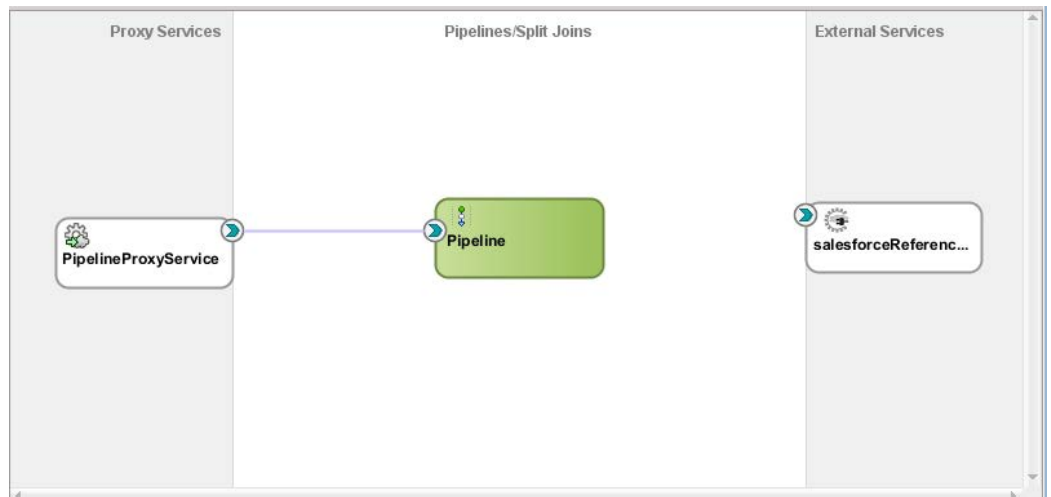 Proxy Services
Pipelines/Split Joins
External Services
PipelineProxyService
Pipeline
salesforceReferenc...